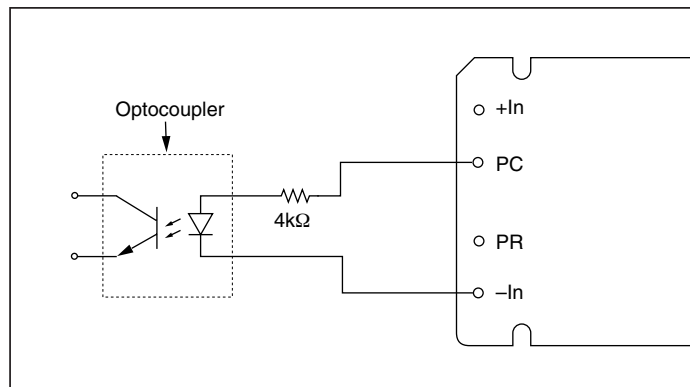 Optocoupler
4kΩ
+In
PC
PR
–In